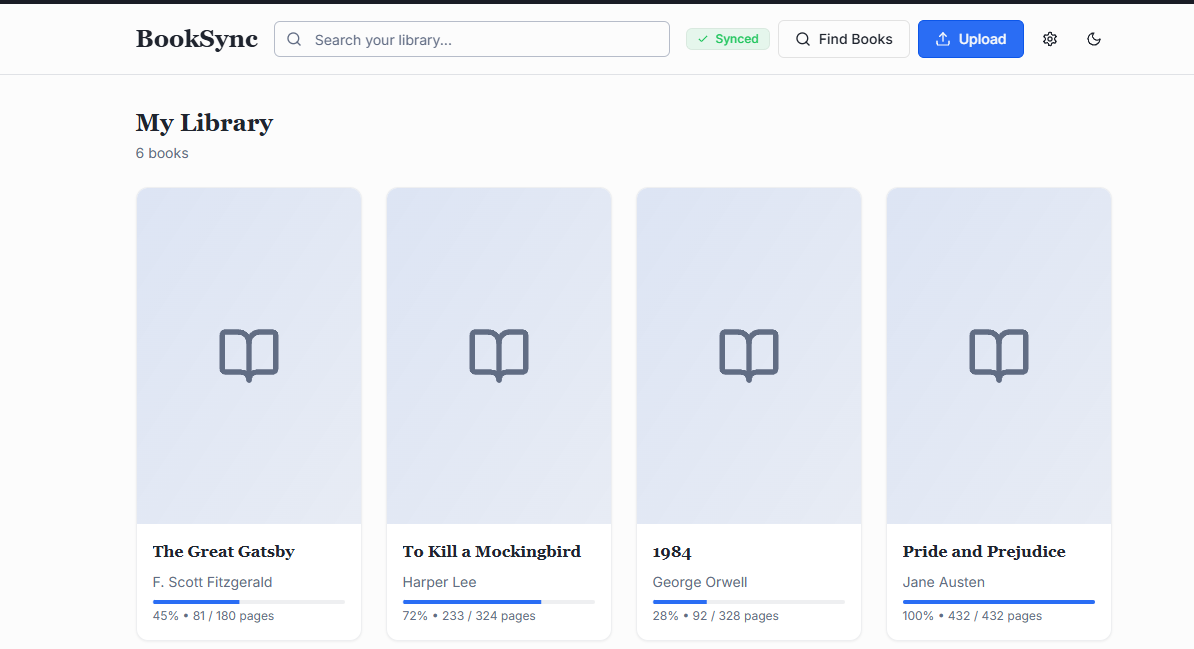 BookSync
Search your library...
Synced
Find Books
Upload
My Library
6 books
The Great Gatsby
F. Scott Fitzgerald
45% • 81 / 180 pages
To Kill a Mockingbird
Harper Lee
72% • 233 / 324 pages
1984
George Orwell
28% • 92 / 328 pages
Pride and Prejudice
Jane Austen
100% • 432 / 432 pages